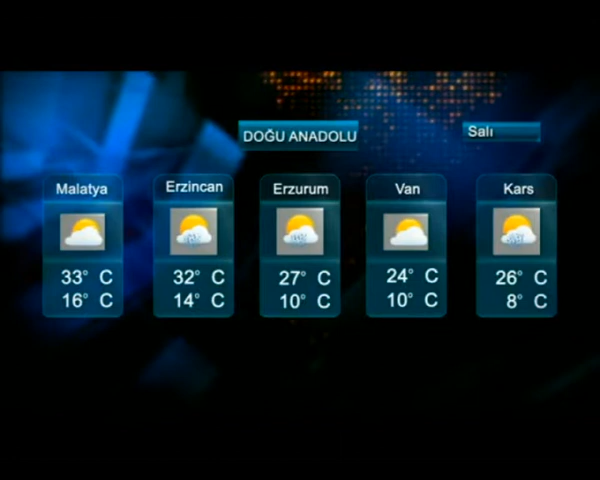 DOĞU ANADOLU
Salı
Malatya
33° C
16° C
Erzincan
32° C
14° C
Erzurum
27° C
10° C
Van
24° C
10° C
Kars
26° C
8° C